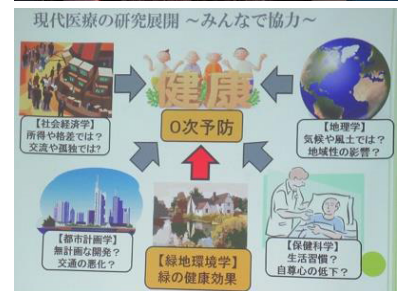 現代医療の研究展開 ～みんなで協力～
健康
0次予防
【社会経済学】
所得や格差では？
交流や孤独では?
【地理学】
気候や風土では？
地域性の影響？
【都市計画学】
無計画な開発？
交通の悪化？
【緑地環境学】
緑の健康効果
【保健科学】
生活習慣？
自尊心の低下？